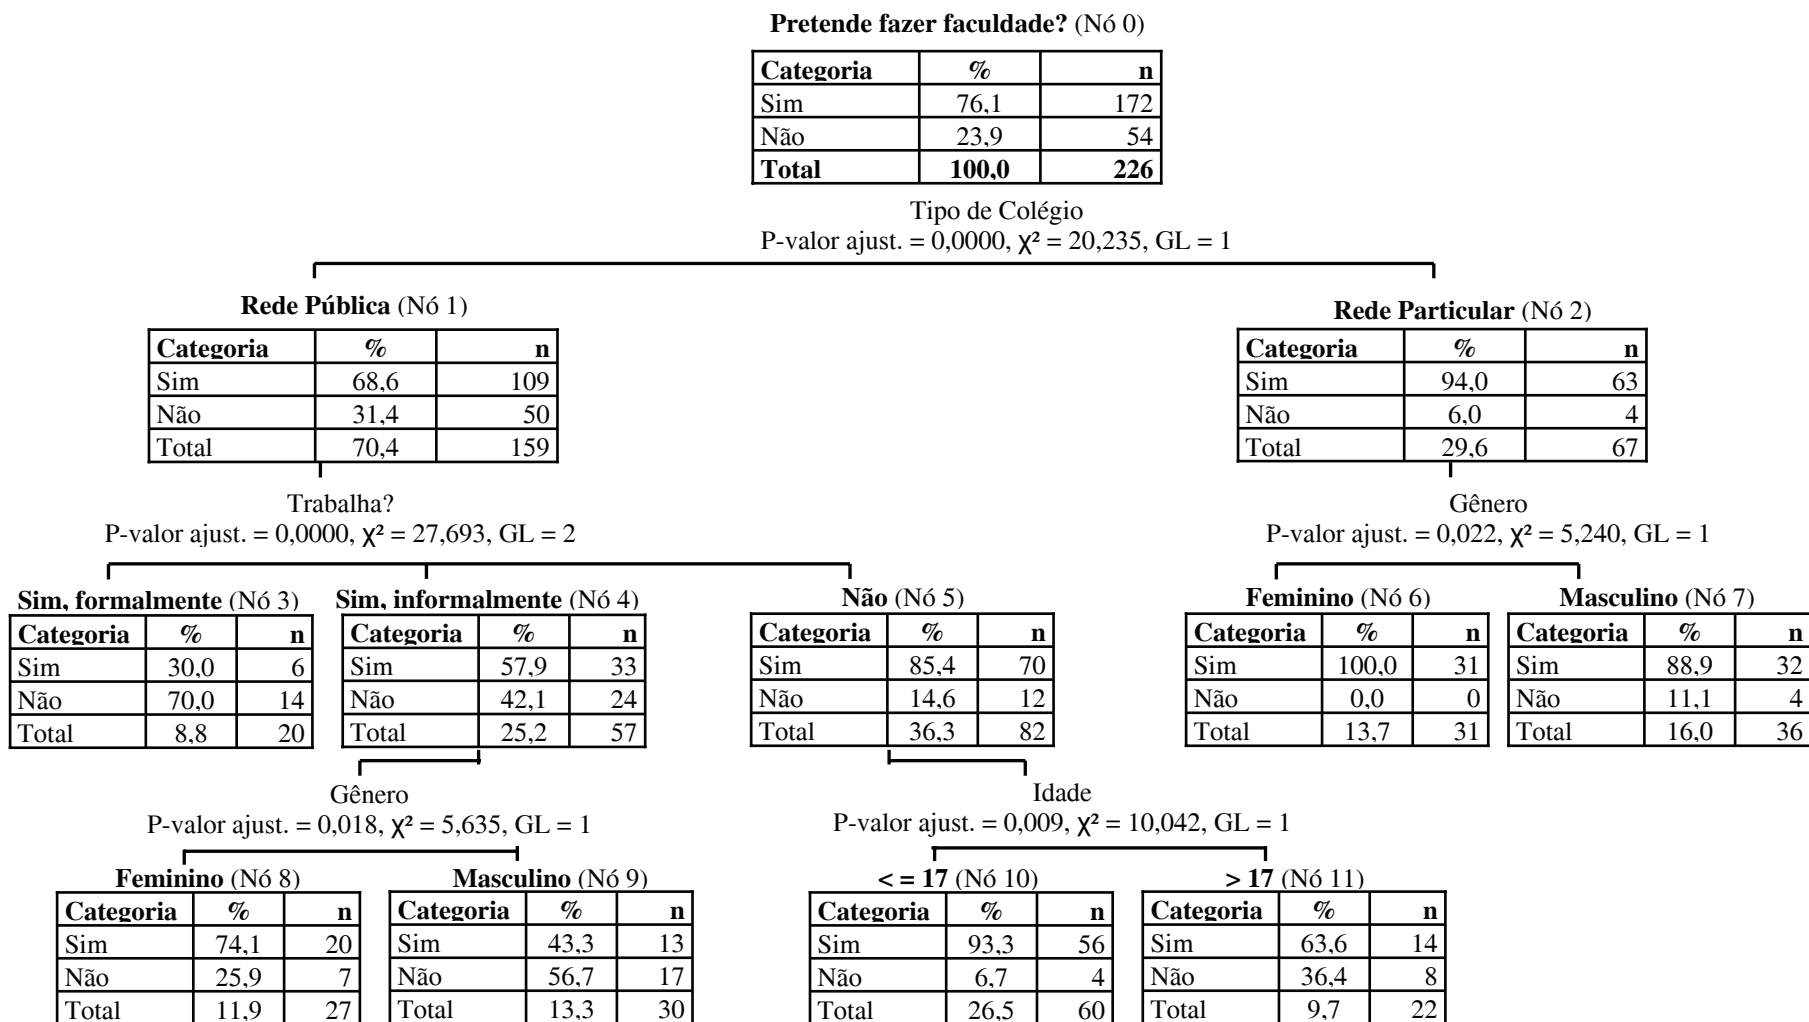 Pretende fazer faculdade? (Nó 0)
Categoria % n
Sim 76,1 172
Não 23,9 54
Total 100,0 226
Tipo de Colégio
P-valor ajust. = 0,0000, χ² = 20,235, GL = 1
Rede Pública (Nó 1)
Categoria % n
Sim 68,6 109
Não 31,4 50
Total 70,4 159
Rede Particular (Nó 2)
Categoria % n
Sim 94,0 63
Não 6,0 4
Total 29,6 67
Trabalha?
P-valor ajust. = 0,0000, χ² = 27,693, GL = 2
Gênero
P-valor ajust. = 0,022, χ² = 5,240, GL = 1
Sim, formalmente (Nó 3)
Categoria % n
Sim 30,0 6
Não 70,0 14
Total 8,8 20
Sim, informalmente (Nó 4)
Categoria % n
Sim 57,9 33
Não 42,1 24
Total 25,2 57
Não (Nó 5)
Categoria % n
Sim 85,4 70
Não 14,6 12
Total 36,3 82
Feminino (Nó 6)
Categoria % n
Sim 100,0 31
Não 0,0 0
Total 13,7 31
Masculino (Nó 7)
Categoria % n
Sim 88,9 32
Não 11,1 4
Total 16,0 36
Gênero
P-valor ajust. = 0,018, χ² = 5,635, GL = 1
Idade
P-valor ajust. = 0,009, χ² = 10,042, GL = 1
Feminino (Nó 8)
Categoria % n
Sim 74,1 20
Não 25,9 7
Total 11,9 27
Masculino (Nó 9)
Categoria % n
Sim 43,3 13
Não 56,7 17
Total 13,3 30
< = 17 (Nó 10)
Categoria % n
Sim 93,3 56
Não 6,7 4
Total 26,5 60
> 17 (Nó 11)
Categoria % n
Sim 63,6 14
Não 36,4 8
Total 9,7 22